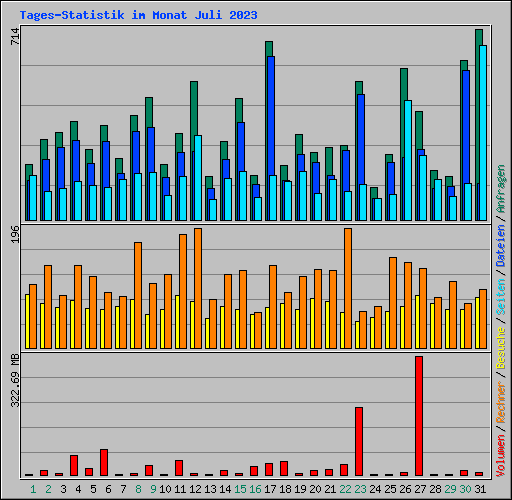 Tages-Statistik im Monat Juli 2023
714
196
322.69 MB
Volumen / Rechner / Besuche / Seiten / Dateien / Anfragen
1 2 3 4 5 6 7 8 9 10 11 12 13 14 15 16 17 18 19 20 21 22 23 24 25 26 27 28 29 30 31